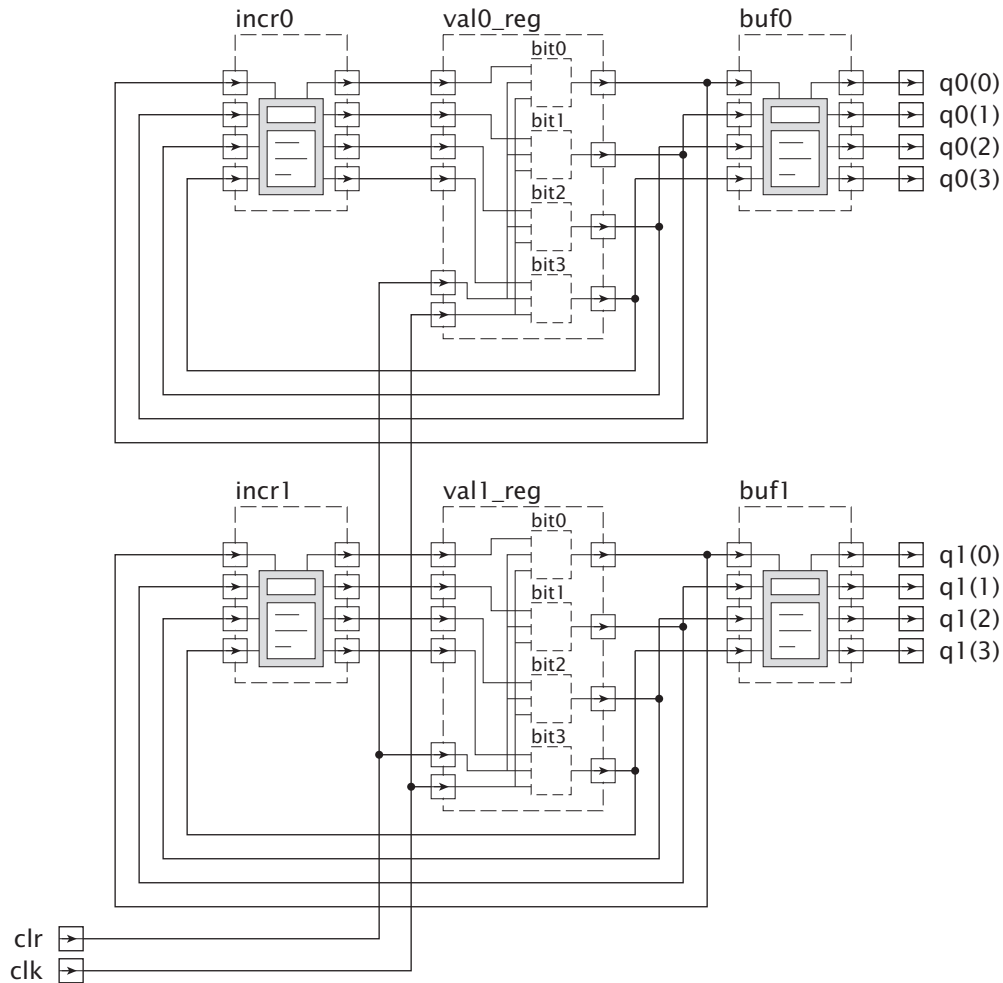 incr0 val0_reg buf0
bit0
q0(0)
bit1
q0(1)
q0(2)
q0(3)
bit2
bit3
incr1 val1_reg buf1
bit0
q1(0)
bit1
q1(1)
q1(2)
q1(3)
bit2
bit3
clr
clk